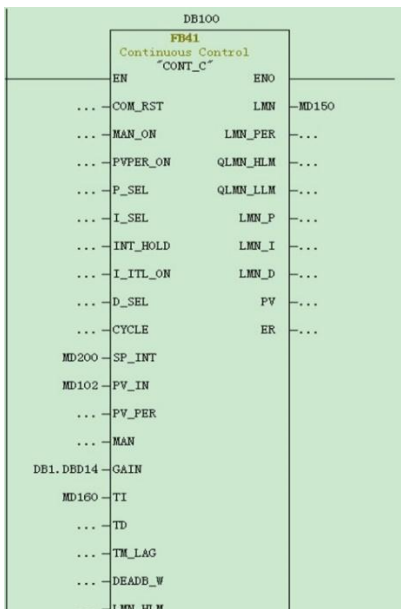 DB100
FB41
Continuous Control
"CONT_C"
EN ENO
... COM_RST LMN MD150
... MAN_ON LMN_PER ...
... PVPER_ON QLMN_HLM ...
... P_SEL QLMN_LLM ...
... I_SEL LMN_P ...
... INT_HOLD LMN_I ...
... I_ITL_ON LMN_D ...
... D_SEL PV ...
... CYCLE ER ...
MD200 SP_INT
MD102 PV_IN
... PV_PER
... MAN
DB1.DBD14 GAIN
MD160 TI
... TD
... TM_LAG
... DEADB_W
LMN_HLM